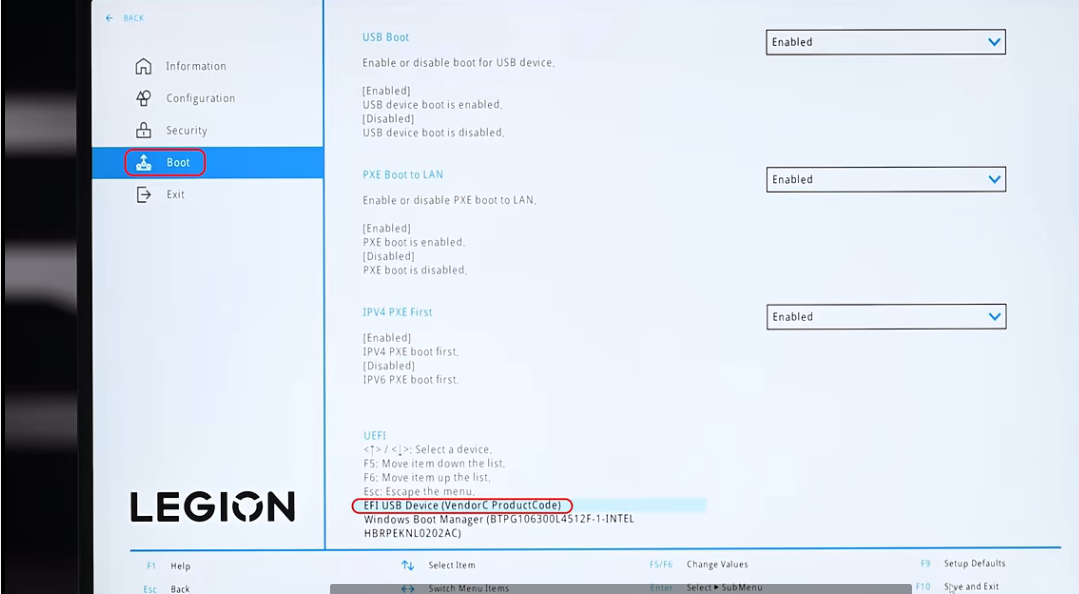 BACK
Information
Configuration
Security
Boot
Exit
LEGION
USB Boot
Enabled
Enable or disable boot for USB device.
[Enabled]
USB device boot is enabled.
[Disabled]
USB device boot is disabled.
PXE Boot to LAN
Enabled
Enable or disable PXE boot to LAN.
[Enabled]
PXE boot is enabled.
[Disabled]
PXE boot is disabled.
IPV4 PXE First
Enabled
[Enabled]
IPV4 PXE boot first.
[Disabled]
IPV6 PXE boot first.
UEFI
<↑> / <↓>: Select a device.
F5: Move item down the list.
F6: Move item up the list.
Esc: Escape the menu.
EFI USB Device (VendorC ProductCode)
Windows Boot Manager (BTPG106300L4512F-1-INTEL
HBRPEKNL0202AC)
F1 Help
↑↓ Select Item
F5/F6 Change Values
F9 Setup Defaults
Esc Back
↔ Switch Menu Items
Enter Select ▸ SubMenu
F10 Save and Exit